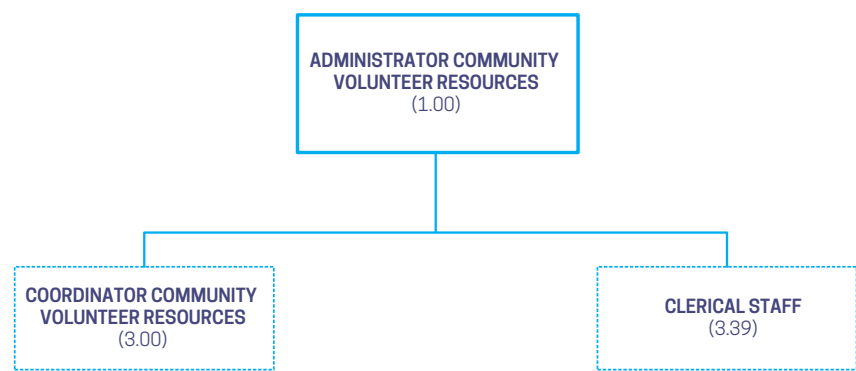 ADMINISTRATOR COMMUNITY
VOLUNTEER RESOURCES
(1.00)
COORDINATOR COMMUNITY
VOLUNTEER RESOURCES
(3.00)
CLERICAL STAFF
(3.39)